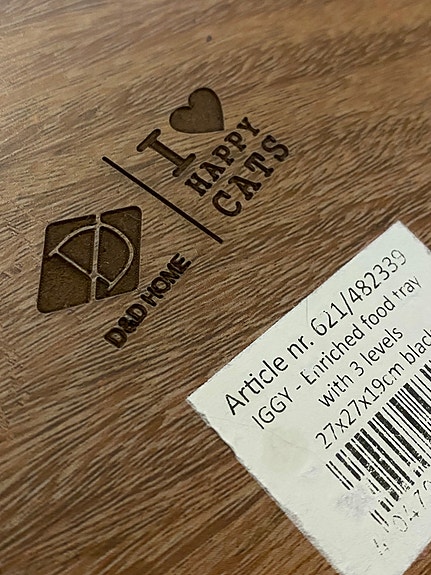 I ♥
HAPPY
CATS
D&D HOME
Article nr. 621/482339
IGGY - Enriched food tray
with 3 levels
27x27x19cm black